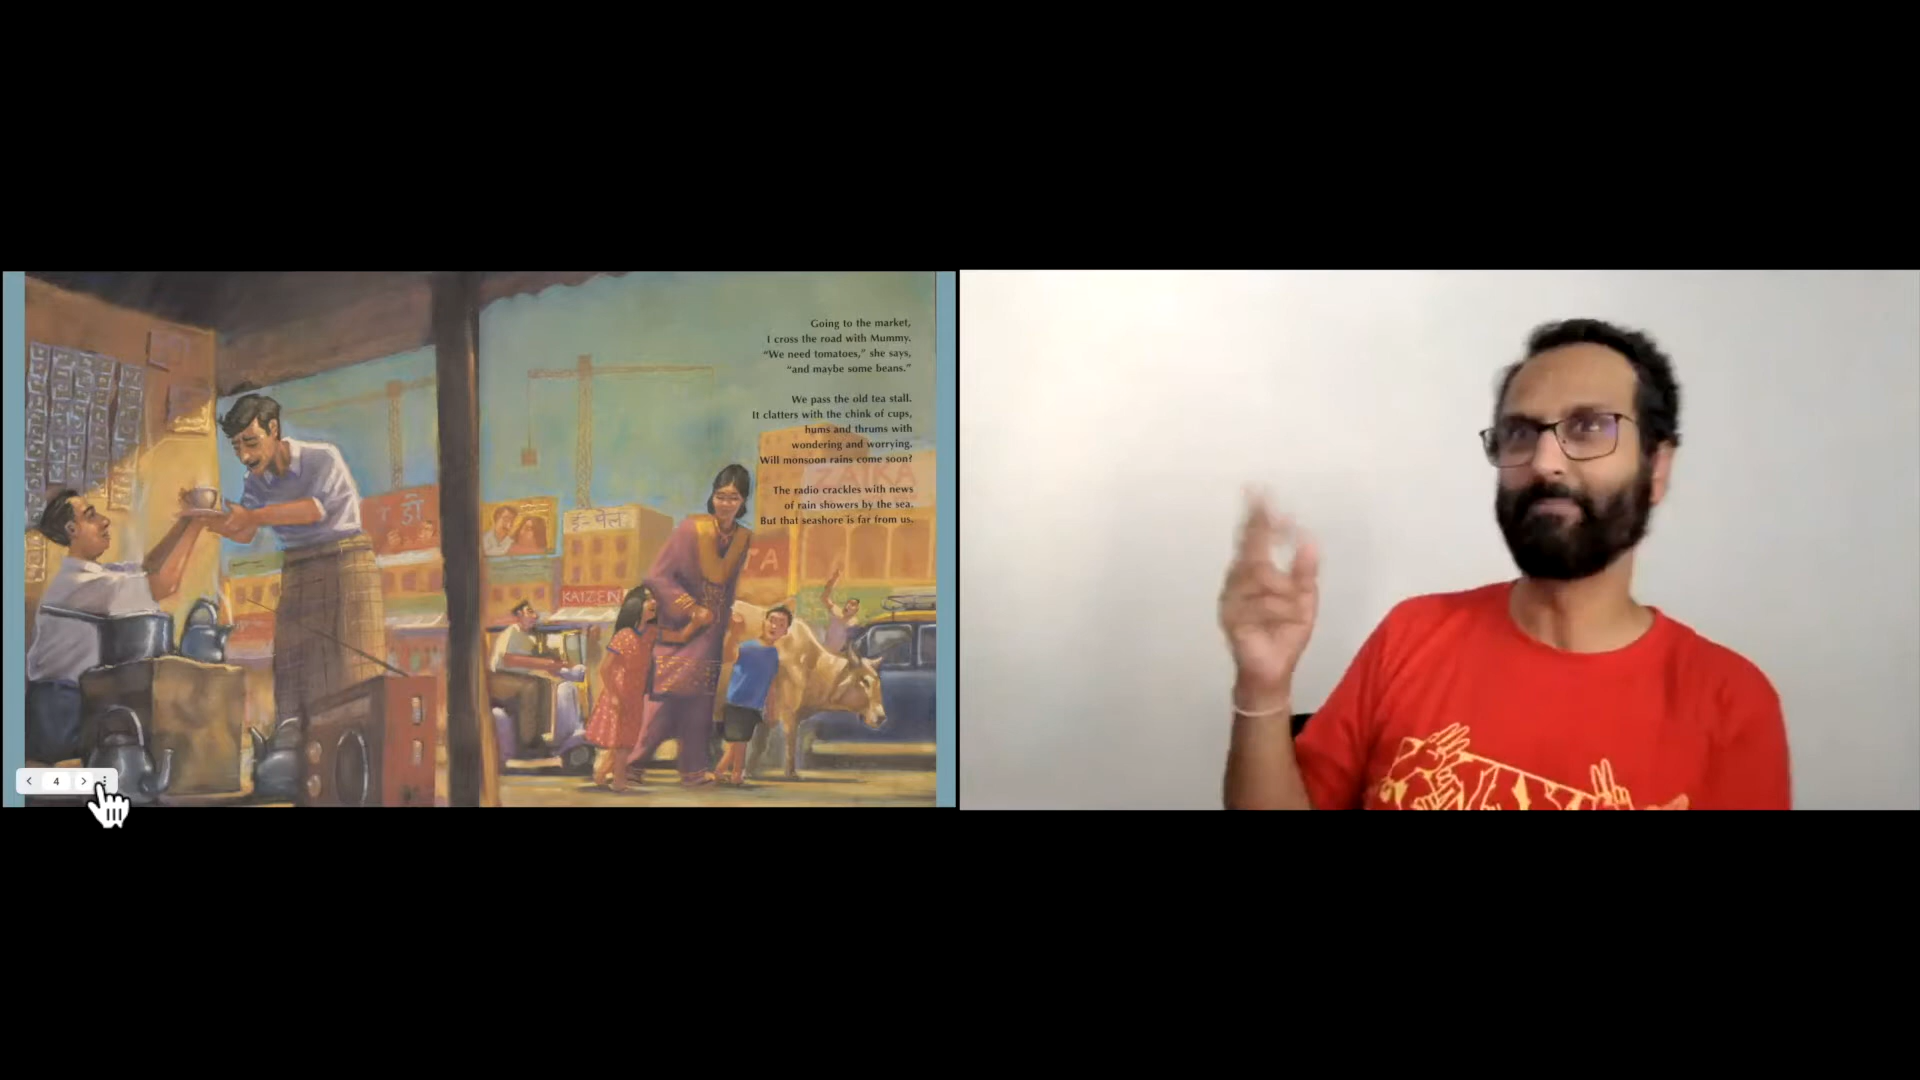 Going to the market,
I cross the road with Mummy.
“We need tomatoes,” she says,
“and maybe some beans.”
We pass the old tea stall.
It clatters with the chink of cups,
hums and thrums with
wondering and worrying.
Will monsoon rains come soon?
The radio crackles with news
of rain showers by the sea.
But that seashore is far from us.
KAIZEN
TA
4